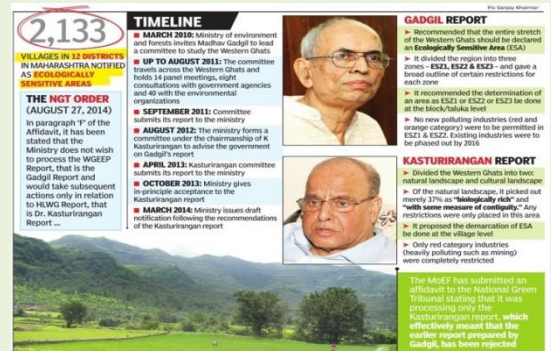 Pic: Sanjay Khairnar
2,133
VILLAGES IN 12 DISTRICTS
IN MAHARASHTRA NOTIFIED
AS ECOLOGICALLY
SENSITIVE AREAS
THE NGT ORDER
(AUGUST 27, 2014)
In paragraph 'F' of the
Affidavit, it has been
stated that the
Ministry does not wish
to process the WGEEP
Report, that is the
Gadgil Report and
would take subsequent
actions only in relation
to HLWG Report, that
is Dr. Kasturirangan
Report ...
TIMELINE
■ MARCH 2010: Ministry of environment
and forests invites Madhav Gadgil to lead
a committee to study the Western Ghats
■ UP TO AUGUST 2011: The committee
travels across the Western Ghats and
holds 14 panel meetings, eight
consultations with government agencies
and 40 with the environmental
organizations
■ SEPTEMBER 2011: Committee
submits its report to the ministry
■ AUGUST 2012: The ministry forms a
committee under the chairmanship of K
Kasturirangan to advise the government
on Gadgil's report
■ APRIL 2013: Kasturirangan committee
submits its report to the ministry
■ OCTOBER 2013: Ministry gives
in-principle acceptance to the
Kasturirangan report
■ MARCH 2014: Ministry issues draft
notification following the recommendations
of the Kasturirangan report
GADGIL REPORT
➤ Recommended that the entire stretch
of the Western Ghats should be declared
an Ecologically Sensitive Area (ESA)
➤ It divided the region into three
zones – ESZ1, ESZ2 & ESZ3 – and gave a
broad outline of certain restrictions for
each zone
➤ It recommended the determination of
an area as ESZ1 or ESZ2 or ESZ3 be done
at the block/taluka level
➤ No new polluting industries (red and
orange category) were to be permitted in
ESZ1 & ESZ2. Existing industries were to
be phased out by 2016
KASTURIRANGAN REPORT
➤ Divided the Western Ghats into two:
natural landscape and cultural landscape
➤ Of the natural landscape, it picked out
merely 37% as "biologically rich" and
"with some measure of contiguity." Any
restrictions were only placed in this area
➤ It proposed the demarcation of ESA
be done at the village level
➤ Only red category industries
(heavily polluting such as mining)
were completely restricted
The MoEF has submitted an
affidavit to the National Green
Tribunal stating that it was
processing only the
Kasturirangan report, which
effectively meant that the
earlier report prepared by
Gadgil, has been rejected